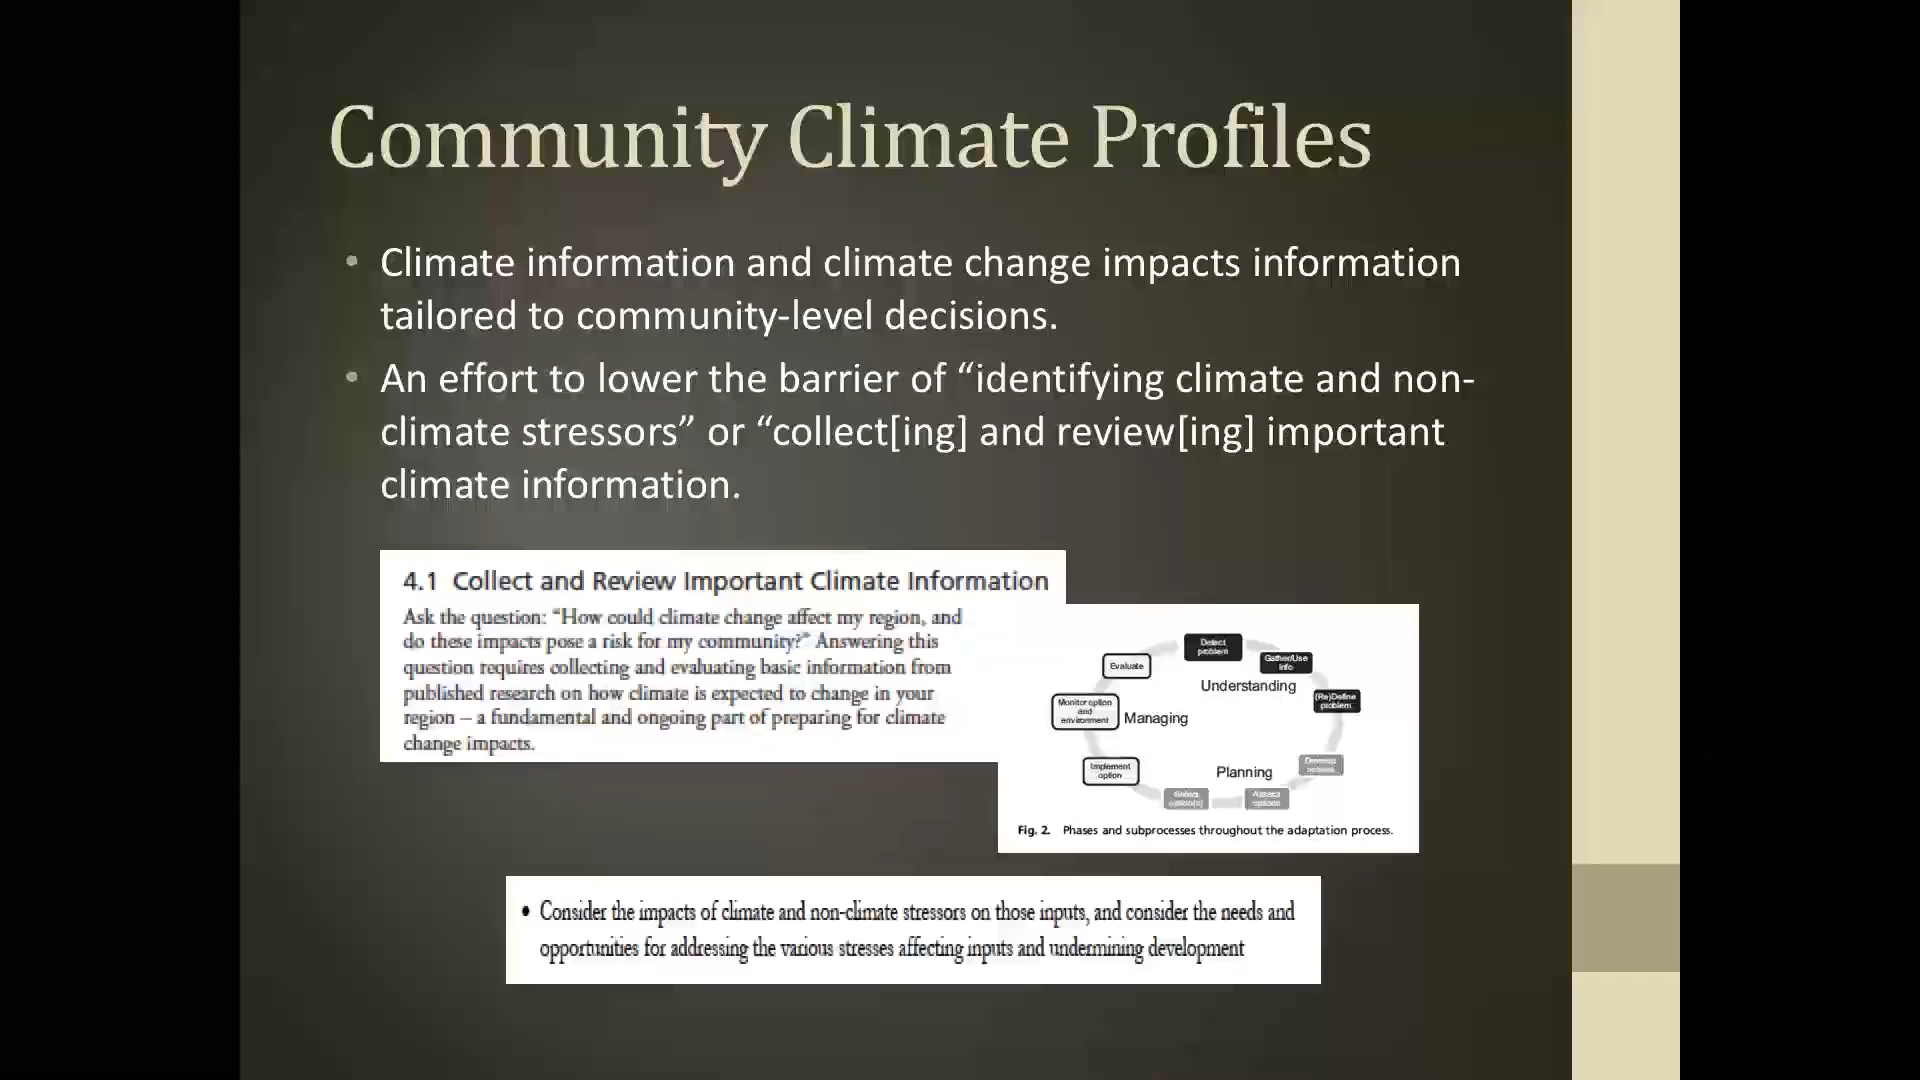 Community Climate Profiles
• Climate information and climate change impacts information
tailored to community-level decisions.
• An effort to lower the barrier of “identifying climate and non-
climate stressors” or “collect[ing] and review[ing] important
climate information.
4.1 Collect and Review Important Climate Information
Ask the question: “How could climate change affect my region, and
do these impacts pose a risk for my community?” Answering this
question requires collecting and evaluating basic information from
published research on how climate is expected to change in your
region – a fundamental and ongoing part of preparing for climate
change impacts.
Detect
problem
Gather/Use
info
(Re)Define
problem
Understanding
Evaluate
Monitor option
and
environment
Managing
Implement
option
Planning
Develop
options
Assess
options
Select
option(s)
Fig. 2. Phases and subprocesses throughout the adaptation process.
• Consider the impacts of climate and non-climate stressors on those inputs, and consider the needs and
opportunities for addressing the various stresses affecting inputs and undermining development